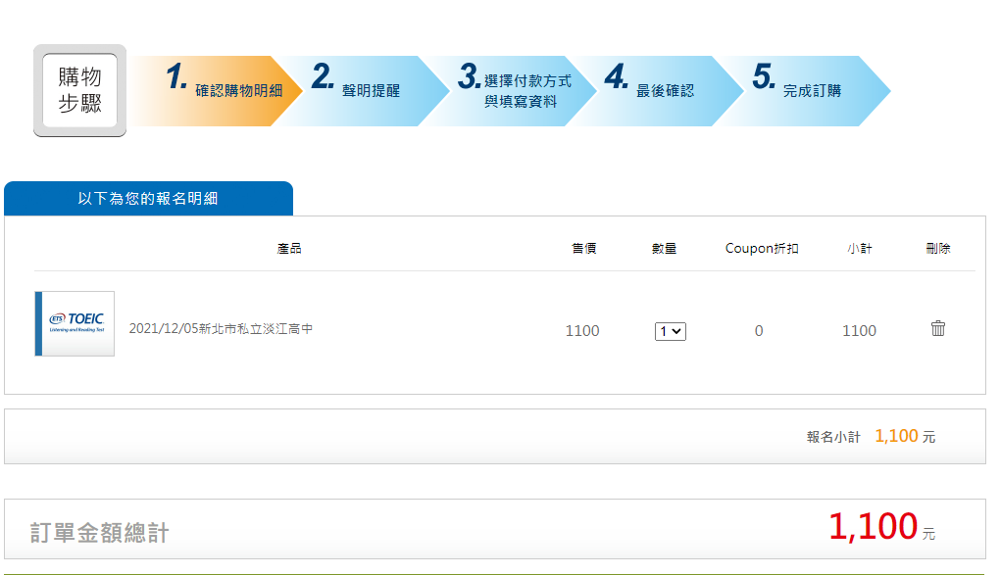 購物
步驟
1. 確認購物明細
2. 聲明提醒
3. 選擇付款方式
與填寫資料
4. 最後確認
5. 完成訂購
以下為您的報名明細
產品 售價 數量 Coupon折扣 小計 刪除
ETS TOEIC
Listening and Reading Test
2021/12/05新北市私立淡江高中 1100 1 0 1100
報名小計 1,100 元
訂單金額總計 1,100 元